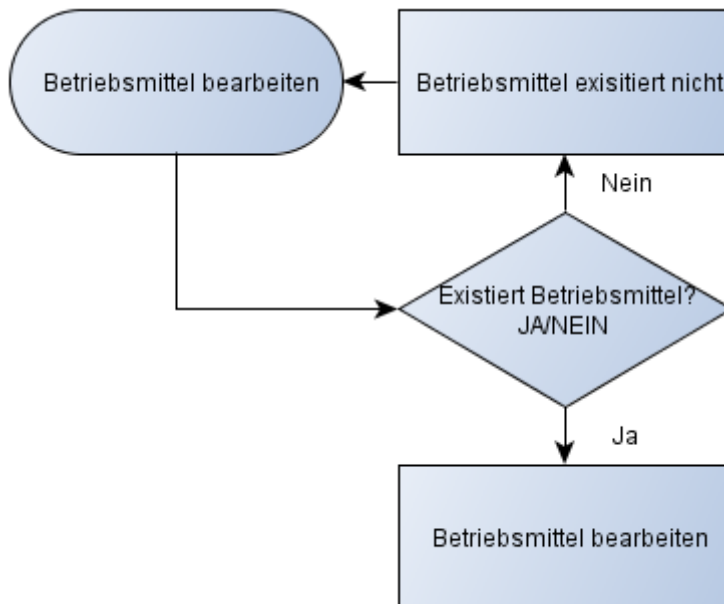 Betriebsmittel bearbeiten
Betriebsmittel exisitiert nicht
Nein
Existiert Betriebsmittel?
JA/NEIN
Ja
Betriebsmittel bearbeiten